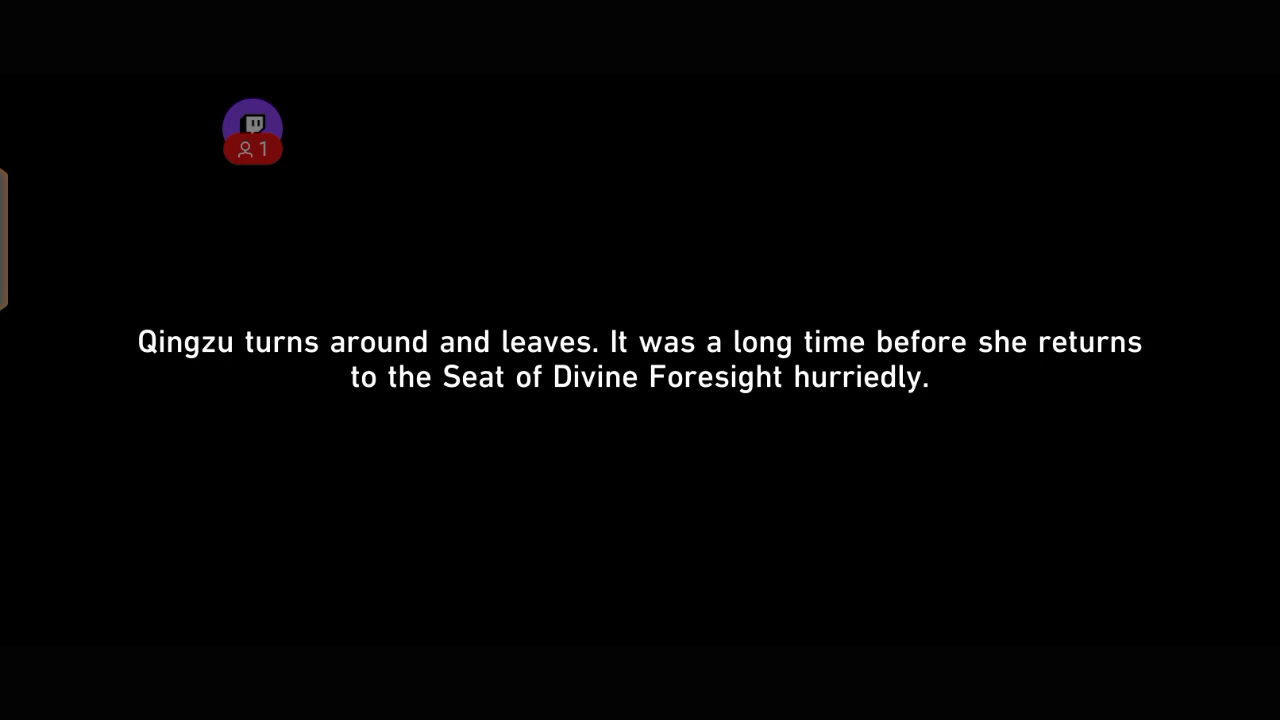 1
Qingzu turns around and leaves. It was a long time before she returns
to the Seat of Divine Foresight hurriedly.